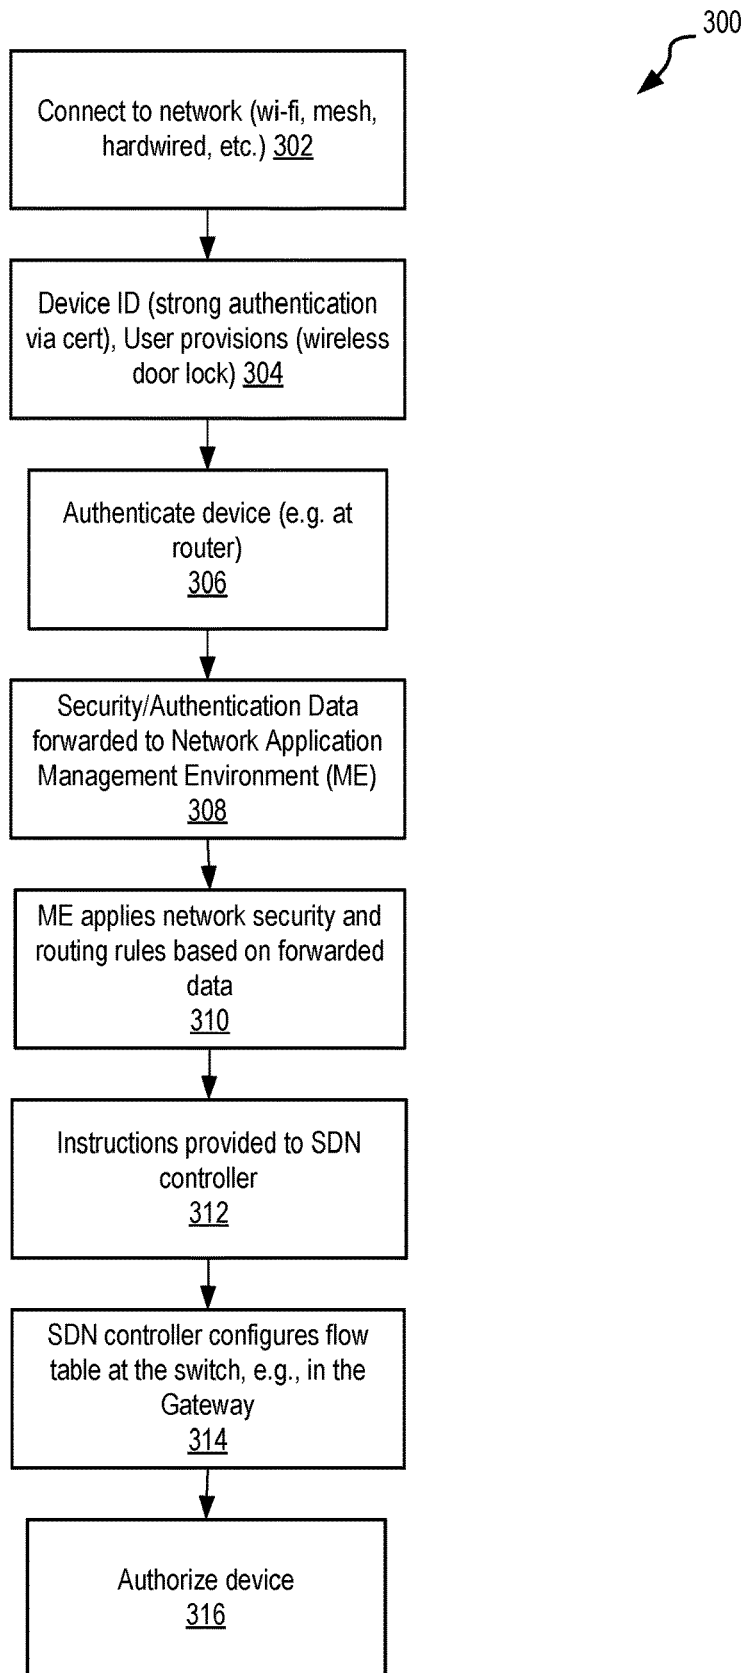 300
Connect to network (wi-fi, mesh,
hardwired, etc.) 302
Device ID (strong authentication
via cert), User provisions (wireless
door lock) 304
Authenticate device (e.g. at
router)
306
Security/Authentication Data
forwarded to Network Application
Management Environment (ME)
308
ME applies network security and
routing rules based on forwarded
data
310
Instructions provided to SDN
controller
312
SDN controller configures flow
table at the switch, e.g., in the
Gateway
314
Authorize device
316